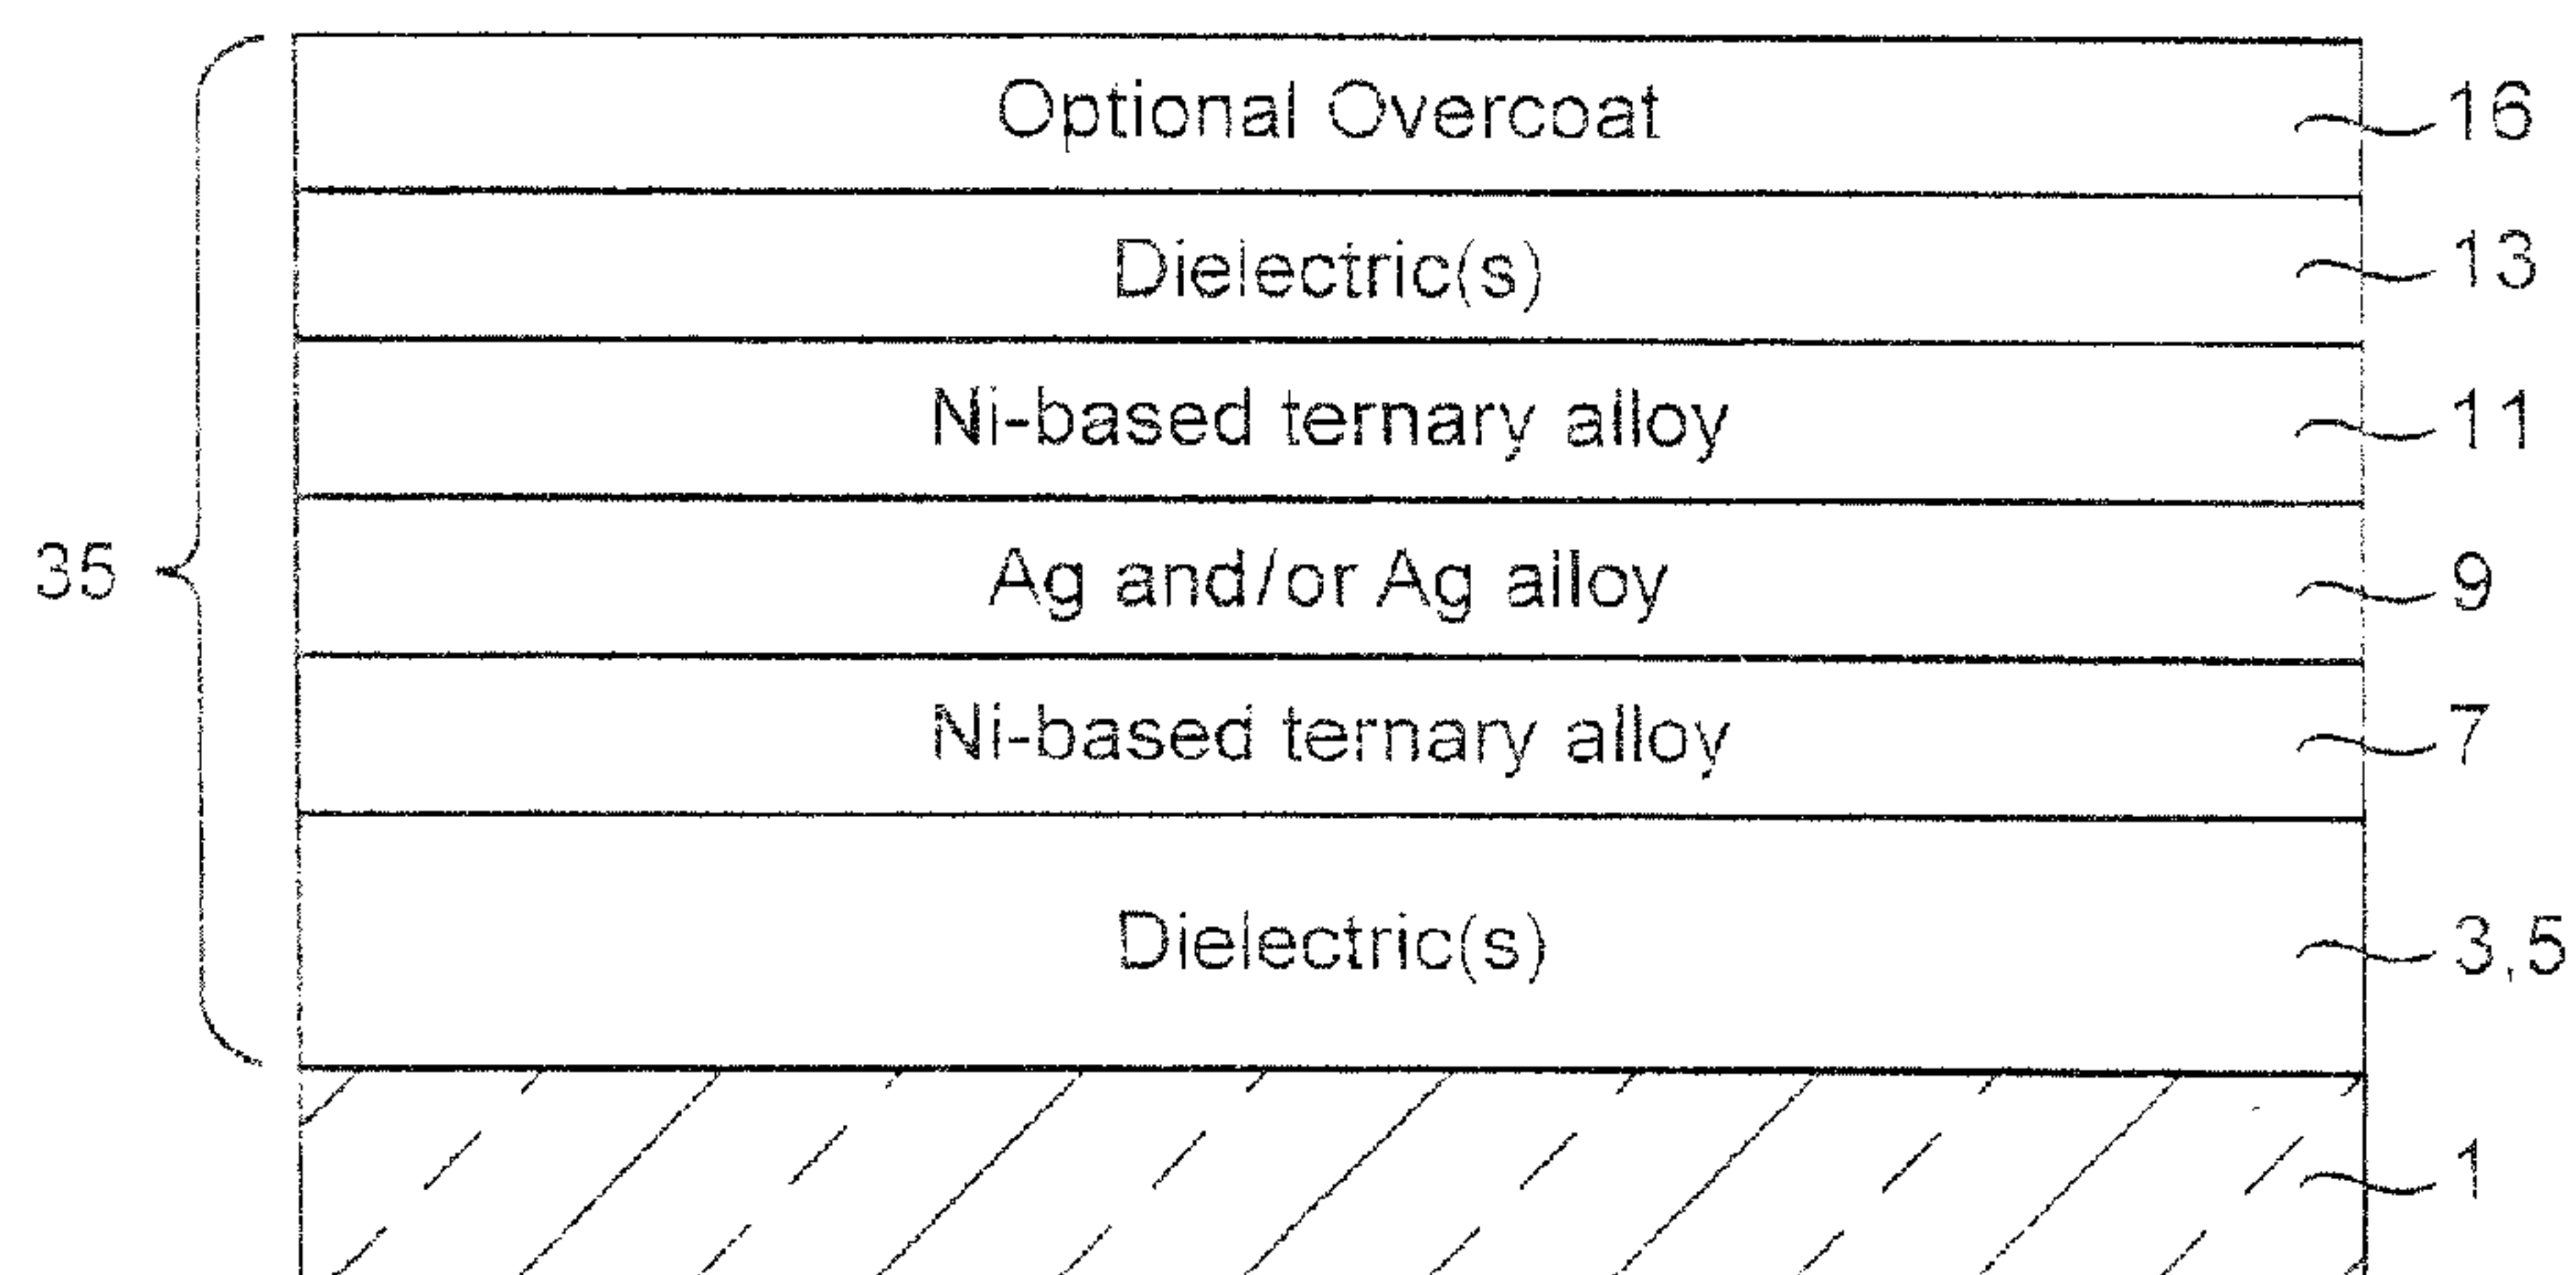 Optional Overcoat 16
Dielectric(s) 13
Ni-based ternary alloy 11
35 Ag and/or Ag alloy 9
Ni-based ternary alloy 7
Dielectric(s) 3,5
1